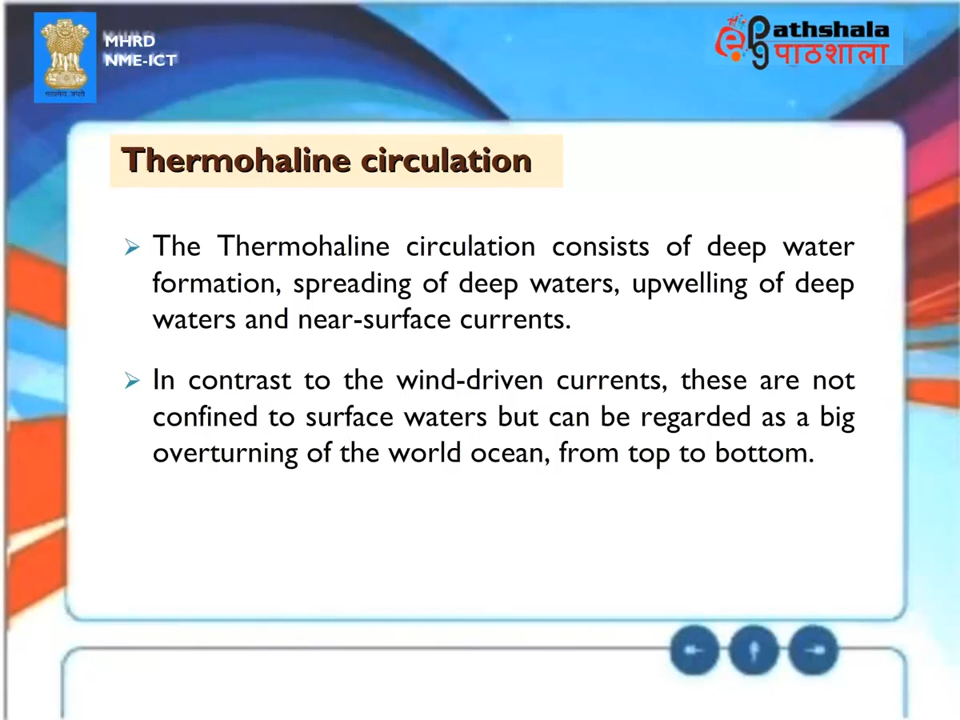 MHRD
NME-ICT
epg Pathshala
पाठशाला
Thermohaline circulation
➢ The Thermohaline circulation consists of deep water
formation, spreading of deep waters, upwelling of deep
waters and near-surface currents.
➢ In contrast to the wind-driven currents, these are not
confined to surface waters but can be regarded as a big
overturning of the world ocean, from top to bottom.